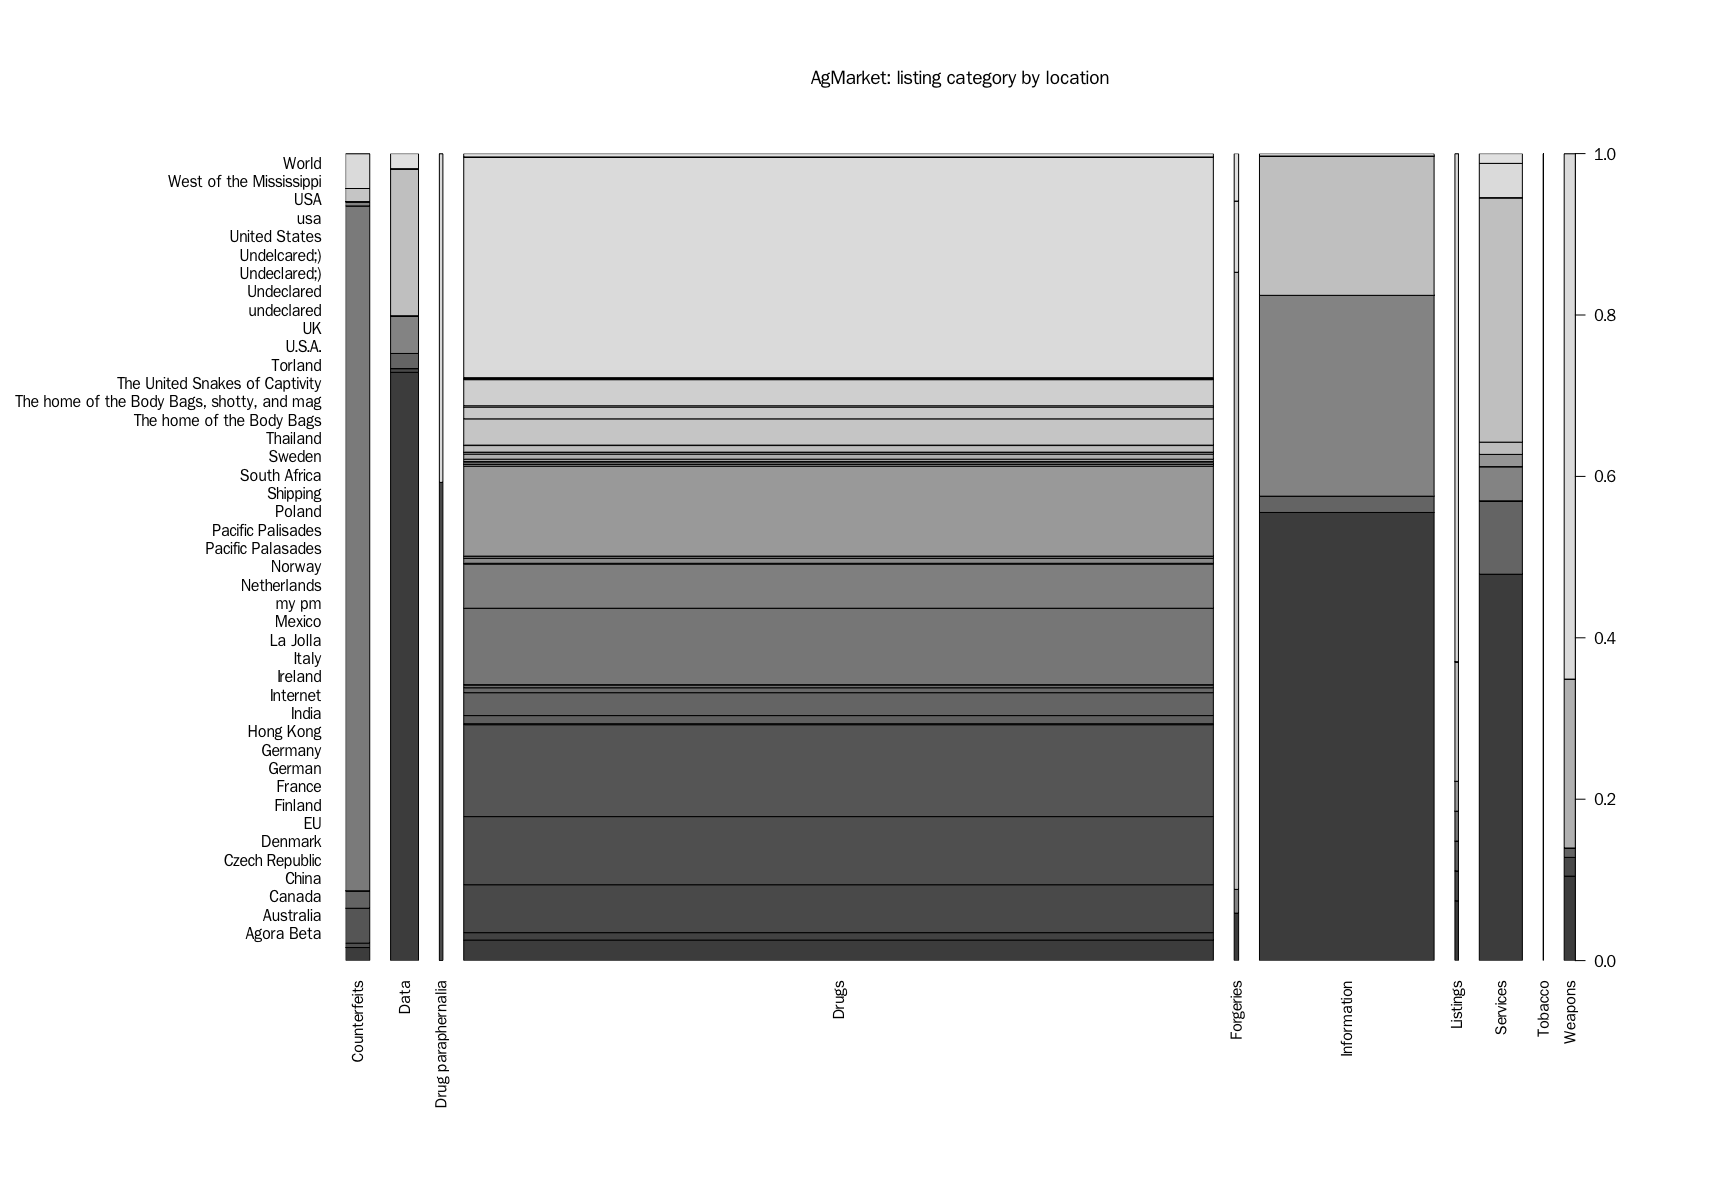 AgMarket: listing category by location
World
West of the Mississippi
USA
usa
United States
Undelcared;)
Undeclared;)
Undeclared
undeclared
UK
U.S.A.
Torland
The United Snakes of Captivity
The home of the Body Bags, shotty, and mag
The home of the Body Bags
Thailand
Sweden
South Africa
Shipping
Poland
Pacific Palisades
Pacific Palasades
Norway
Netherlands
my pm
Mexico
La Jolla
Italy
Ireland
Internet
India
Hong Kong
Germany
German
France
Finland
EU
Denmark
Czech Republic
China
Canada
Australia
Agora Beta
1.0
0.8
0.6
0.4
0.2
0.0
Counterfeits
Data
Drug paraphernalia
Drugs
Forgeries
Information
Listings
Services
Tobacco
Weapons